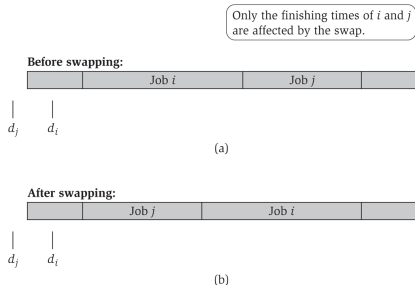 Only the finishing times of i and j
are affected by the swap.
Before swapping:
Job i Job j
d_j d_i
(a)
After swapping:
Job j Job i
d_j d_i
(b)